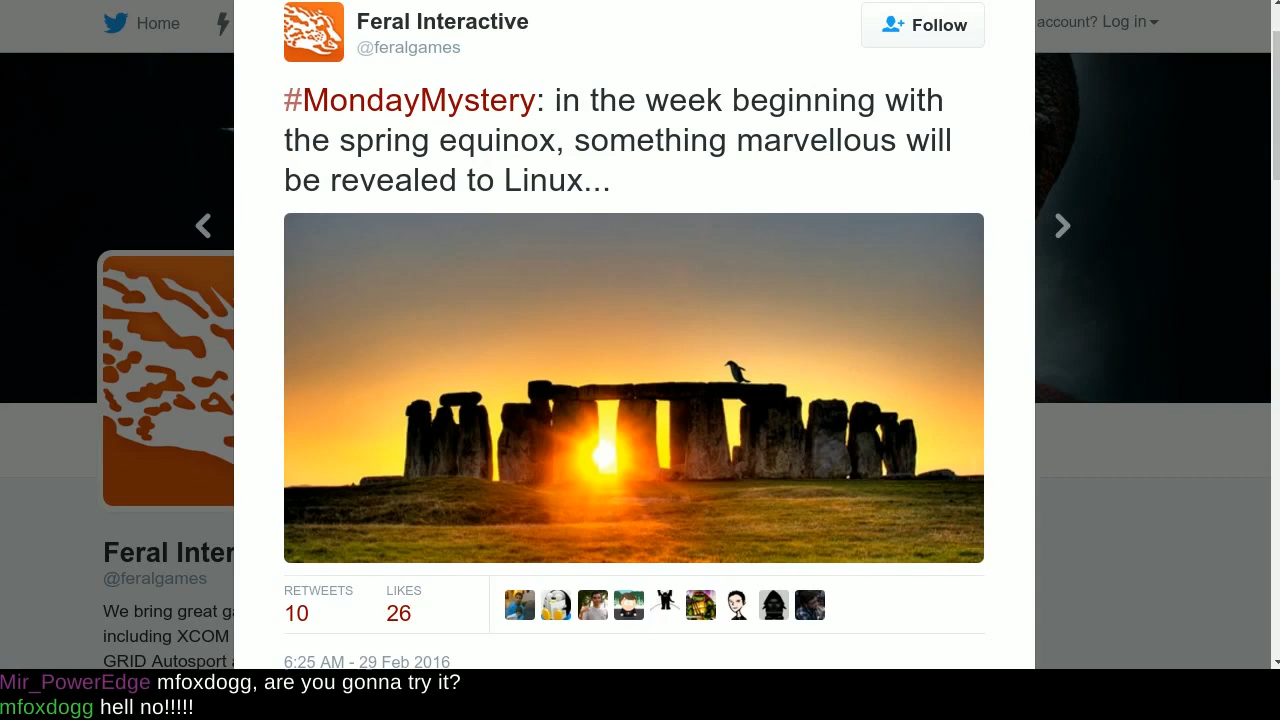 Home
account? Log in
Feral Interactive
@feralgames
Follow
#MondayMystery: in the week beginning with
the spring equinox, something marvellous will
be revealed to Linux...
RETWEETS
10
LIKES
26
6:25 AM - 29 Feb 2016
Feral Inter
@feralgames
We bring great ga
including XCOM
GRID Autosport a
Mir_PowerEdge mfoxdogg, are you gonna try it?
mfoxdogg hell no!!!!!